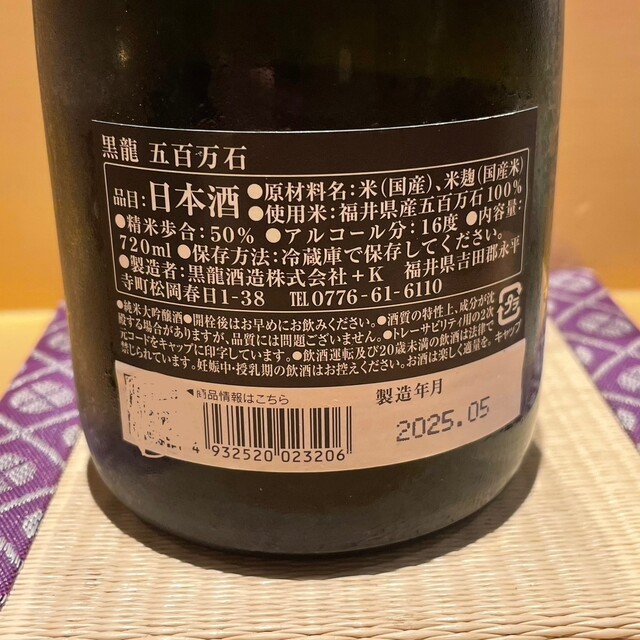 黒龍 五百万石
品目:日本酒 ●原材料名:米(国産)、米麹(国産米)
●使用米:福井県産五百万石100%
●精米歩合:50% ●アルコール分:16度 ●内容量:
720ml ●保存方法:冷蔵庫で保存してください。
●製造者:黒龍酒造株式会社+K 福井県吉田郡永平
寺町松岡春日1-38 TEL0776-61-6110
●純米大吟醸酒 ●開栓後はお早めにお飲みください。 ●酒質の特性上、成分が沈
殿する場合がありますが、品質には問題ございません。 ●トレーサビリティ用の2次
元コードをキャップに印字しています。 ●飲酒運転及び20歳未満の飲酒は法律で
禁じられています。妊娠中・授乳期の飲酒はお控えください。お酒は楽しく適量を。
キャップ
商品情報はこちら
製造年月
2025.05
4 932520 023206